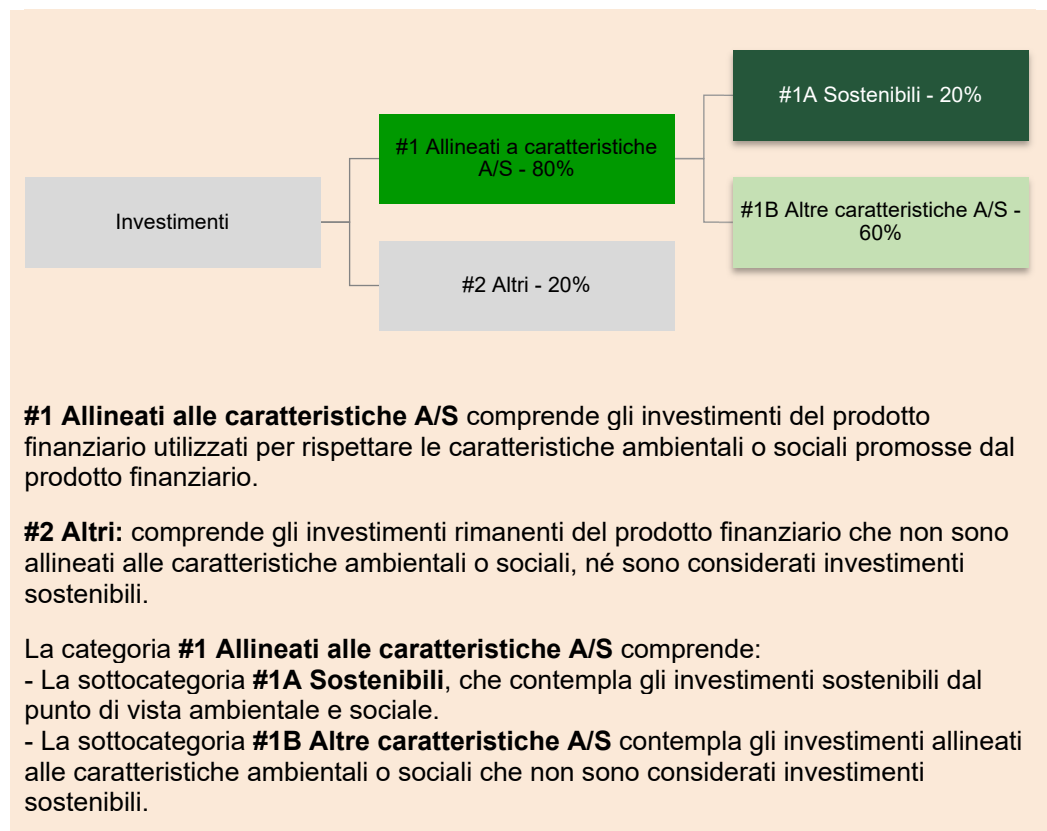 #1A Sostenibili - 20%
#1 Allineati a caratteristiche
A/S - 80%
Investimenti
#1B Altre caratteristiche A/S -
60%
#2 Altri - 20%
#1 Allineati alle caratteristiche A/S comprende gli investimenti del prodotto
finanziario utilizzati per rispettare le caratteristiche ambientali o sociali promosse dal
prodotto finanziario.
#2 Altri: comprende gli investimenti rimanenti del prodotto finanziario che non sono
allineati alle caratteristiche ambientali o sociali, né sono considerati investimenti
sostenibili.
La categoria #1 Allineati alle caratteristiche A/S comprende:
- La sottocategoria #1A Sostenibili, che contempla gli investimenti sostenibili dal
punto di vista ambientale e sociale.
- La sottocategoria #1B Altre caratteristiche A/S contempla gli investimenti allineati
alle caratteristiche ambientali o sociali che non sono considerati investimenti
sostenibili.